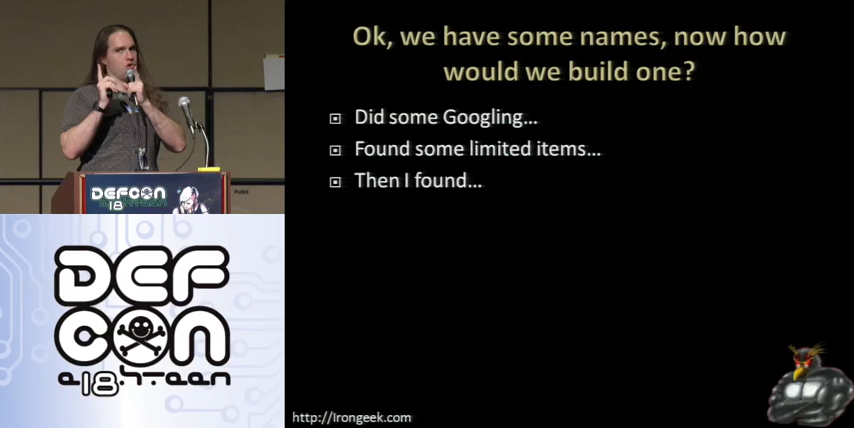 Ok, we have some names, now how
would we build one?
Did some Googling...
Found some limited items...
Then I found...
PUSH
DEFCON
18
DEF
CON
e18hteen
http://Irongeek.com